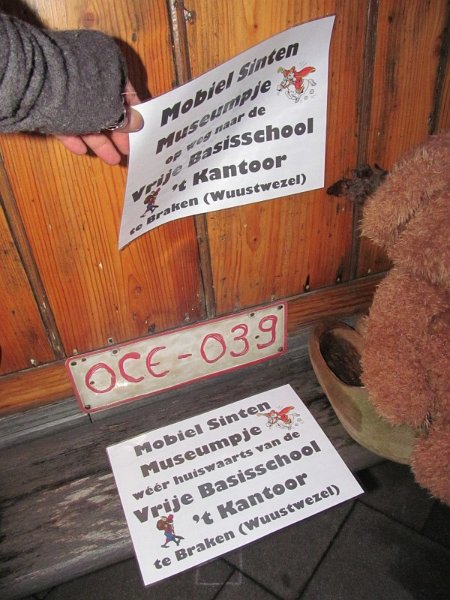 Mobiel Sinten
Museumpje
op weg naar de
Vrije Basisschool
't Kantoor
te Braken (Wuustwezel)
OCE-039
Mobiel Sinten
Museumpje
wéér huiswaarts van de
Vrije Basisschool
't Kantoor
te Braken (Wuustwezel)